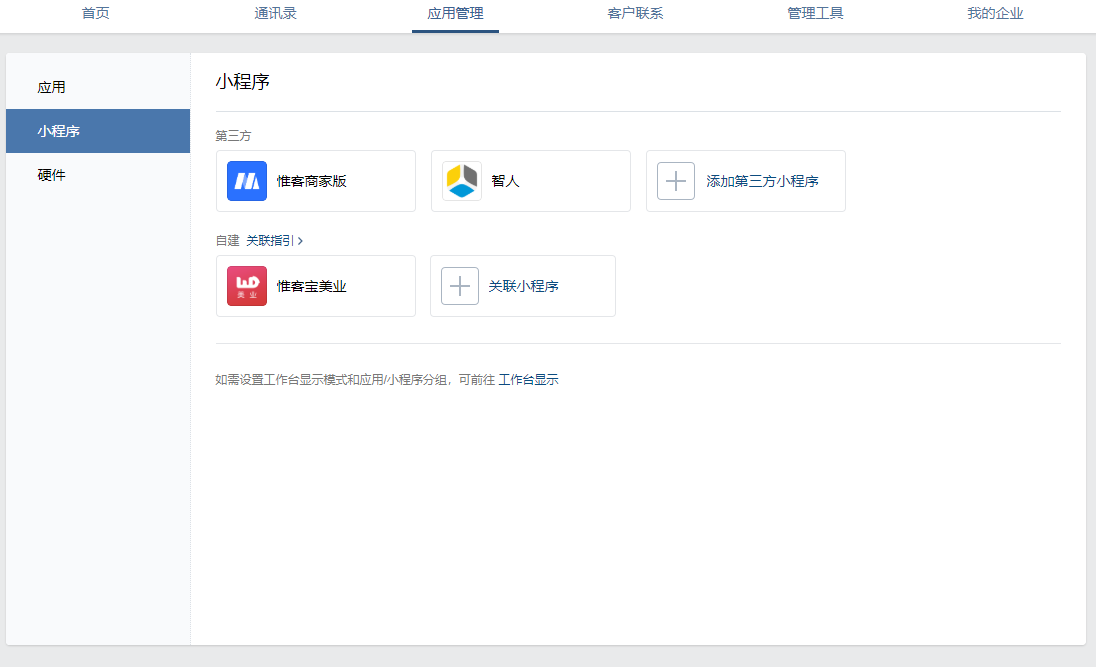 首页 通讯录 应用管理 客户联系 管理工具 我的企业
应用
小程序
硬件
小程序
第三方
惟客商家版 智人 添加第三方小程序
自建 关联指引
美业
惟客宝美业 关联小程序
如需设置工作台显示模式和应用/小程序分组，可前往 工作台显示